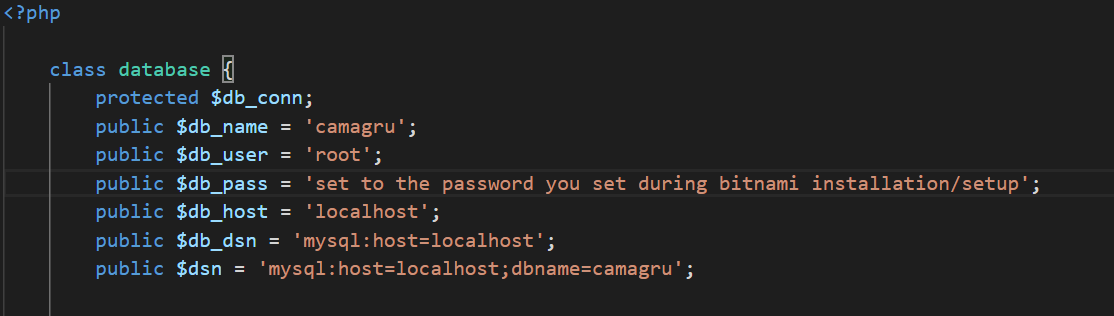 <?php
class database {
protected $db_conn;
public $db_name = 'camagru';
public $db_user = 'root';
public $db_pass = 'set to the password you set during bitnami installation/setup';
public $db_host = 'localhost';
public $db_dsn = 'mysql:host=localhost';
public $dsn = 'mysql:host=localhost;dbname=camagru';